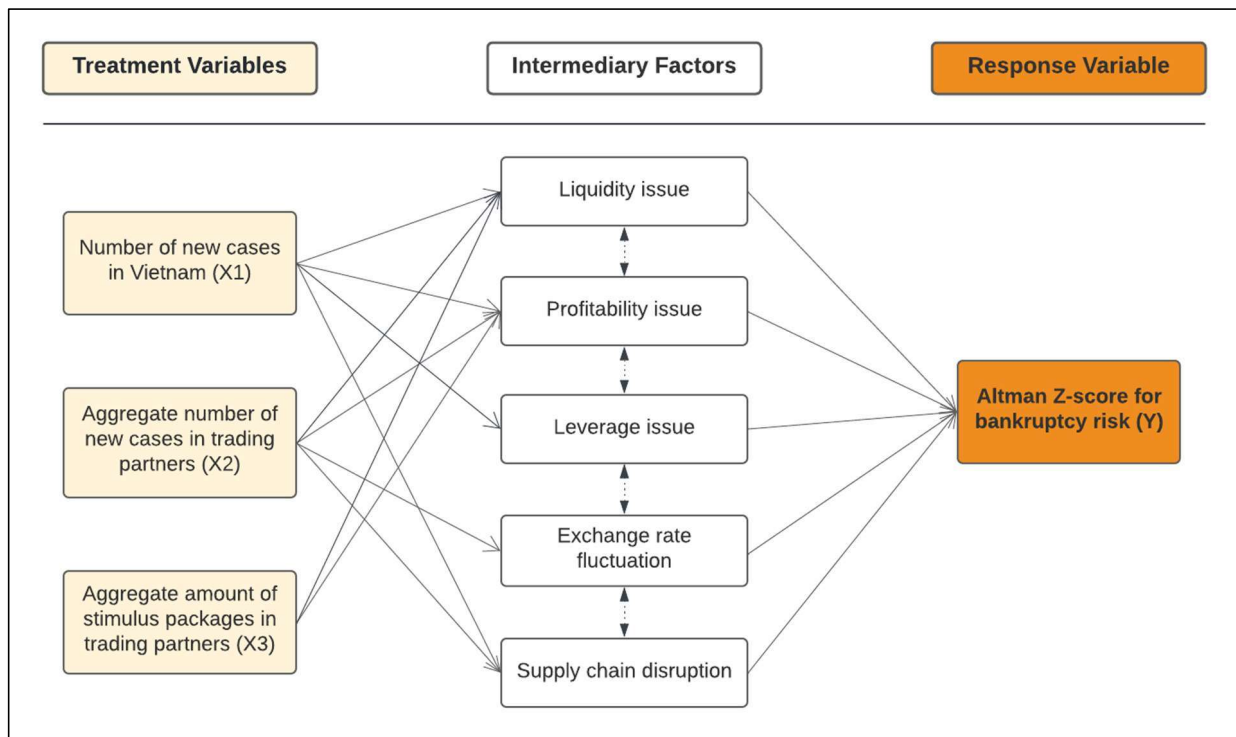 Treatment Variables
Intermediary Factors
Response Variable
Number of new cases
in Vietnam (X1)
Aggregate number of
new cases in trading
partners (X2)
Aggregate amount of
stimulus packages in
trading partners (X3)
Liquidity issue
Profitability issue
Leverage issue
Exchange rate
fluctuation
Supply chain disruption
Altman Z-score for
bankruptcy risk (Y)